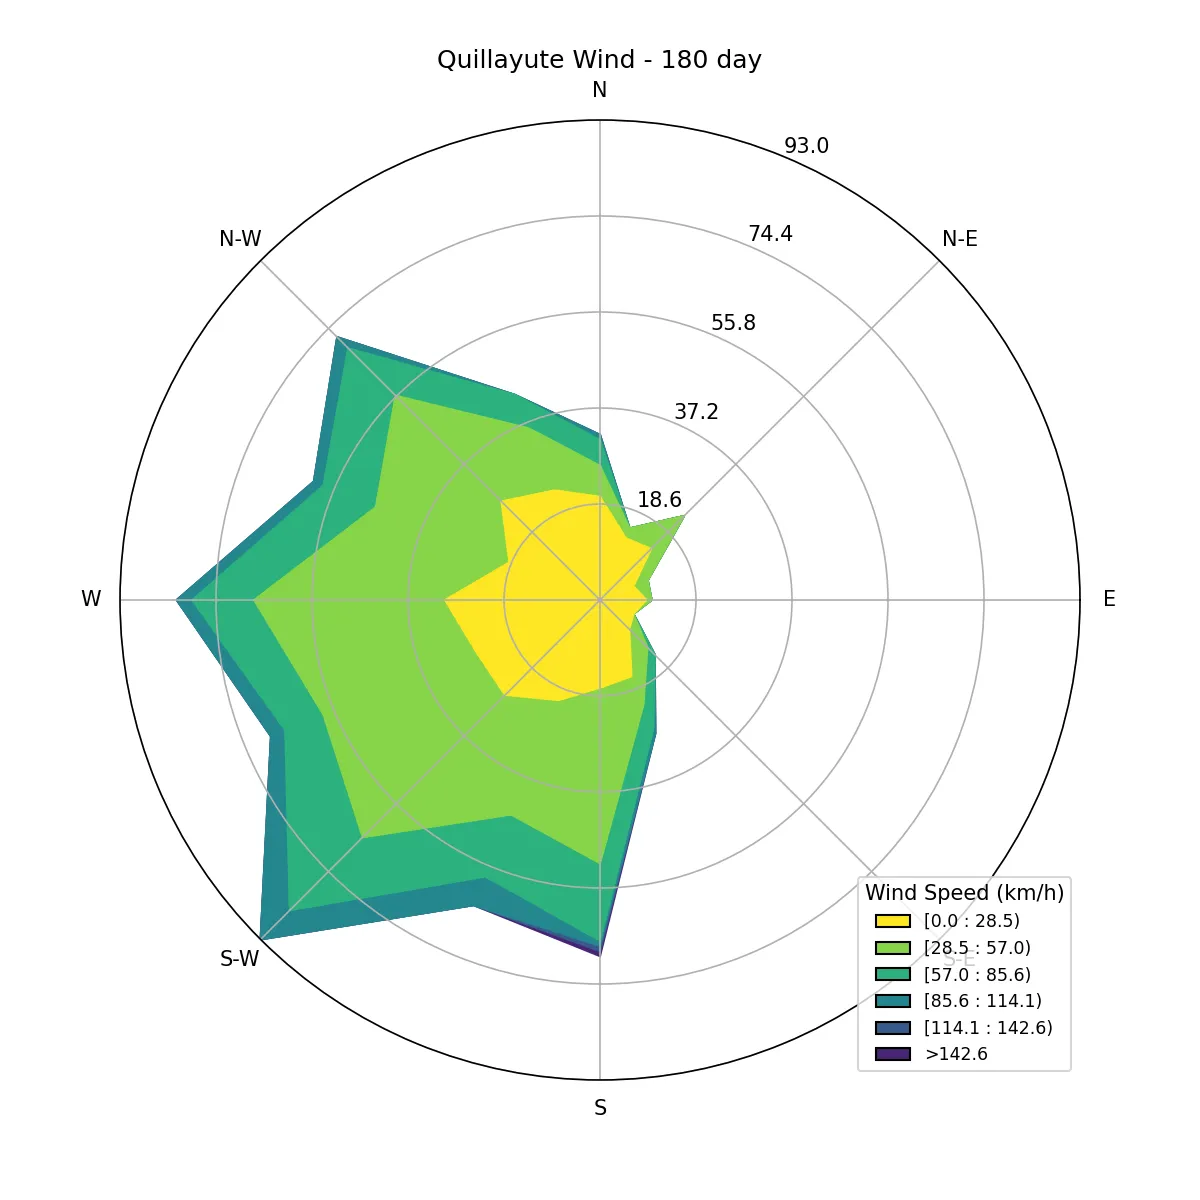 Quillayute Wind - 180 day
N
93.0
N-W
74.4
N-E
55.8
37.2
18.6
W
E
S-W
S-E
S
Wind Speed (km/h)
[0.0 : 28.5)
[28.5 : 57.0)
[57.0 : 85.6)
[85.6 : 114.1)
[114.1 : 142.6)
>142.6